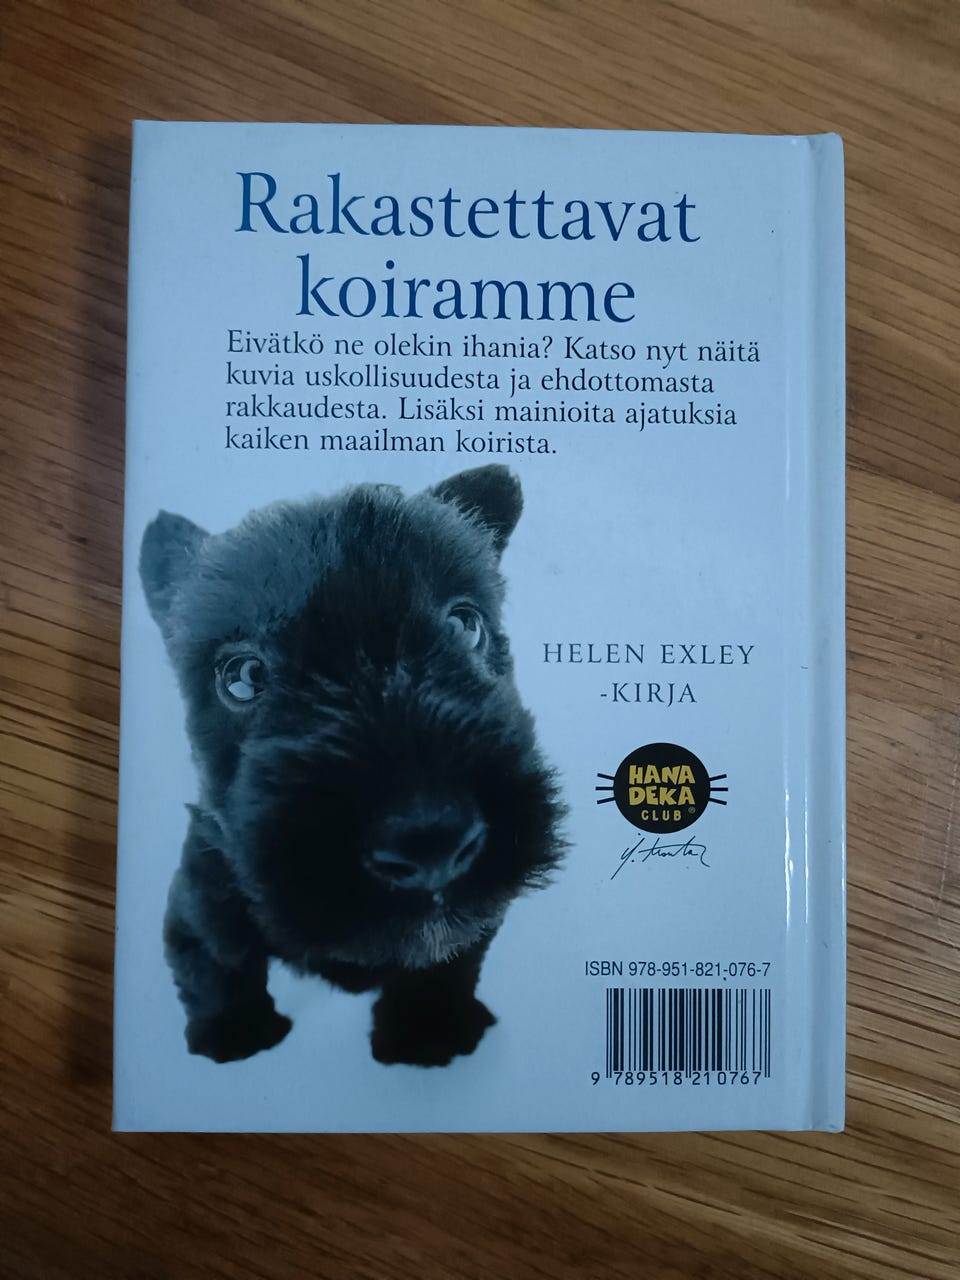 Rakastettavat
koiramme
Eivätkö ne olekin ihania? Katso nyt näitä
kuvia uskollisuudesta ja ehdottomasta
rakkaudesta. Lisäksi mainioita ajatuksia
kaiken maailman koirista.
HELEN EXLEY
-KIRJA
HANA
DEKA
CLUB®
ISBN 978-951-821-076-7
9 789518 210767